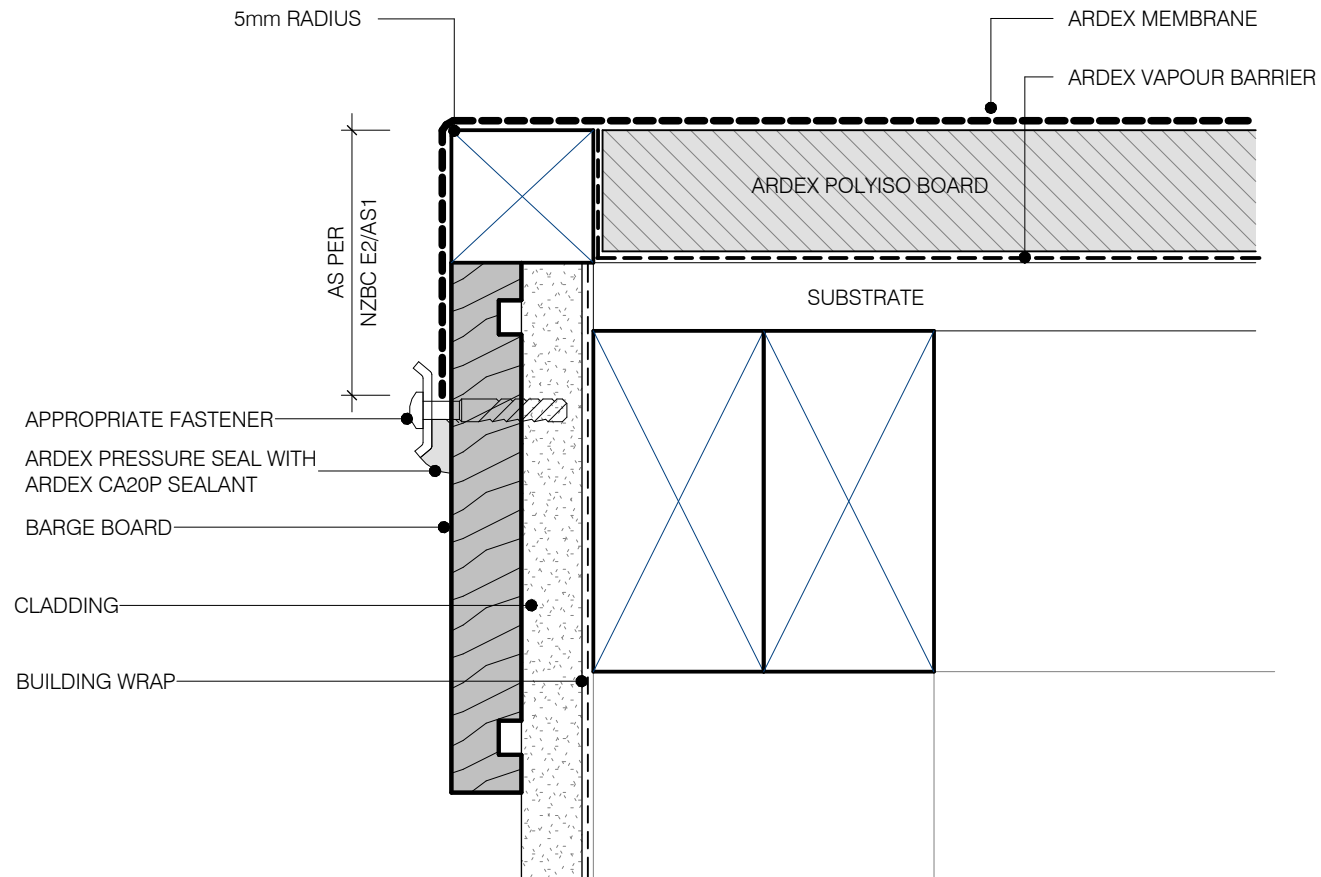 5mm RADIUS
ARDEX MEMBRANE
ARDEX VAPOUR BARRIER
ARDEX POLYISO BOARD
AS PER
NZBC E2/AS1
SUBSTRATE
APPROPRIATE FASTENER
ARDEX PRESSURE SEAL WITH
ARDEX CA20P SEALANT
BARGE BOARD
CLADDING
BUILDING WRAP